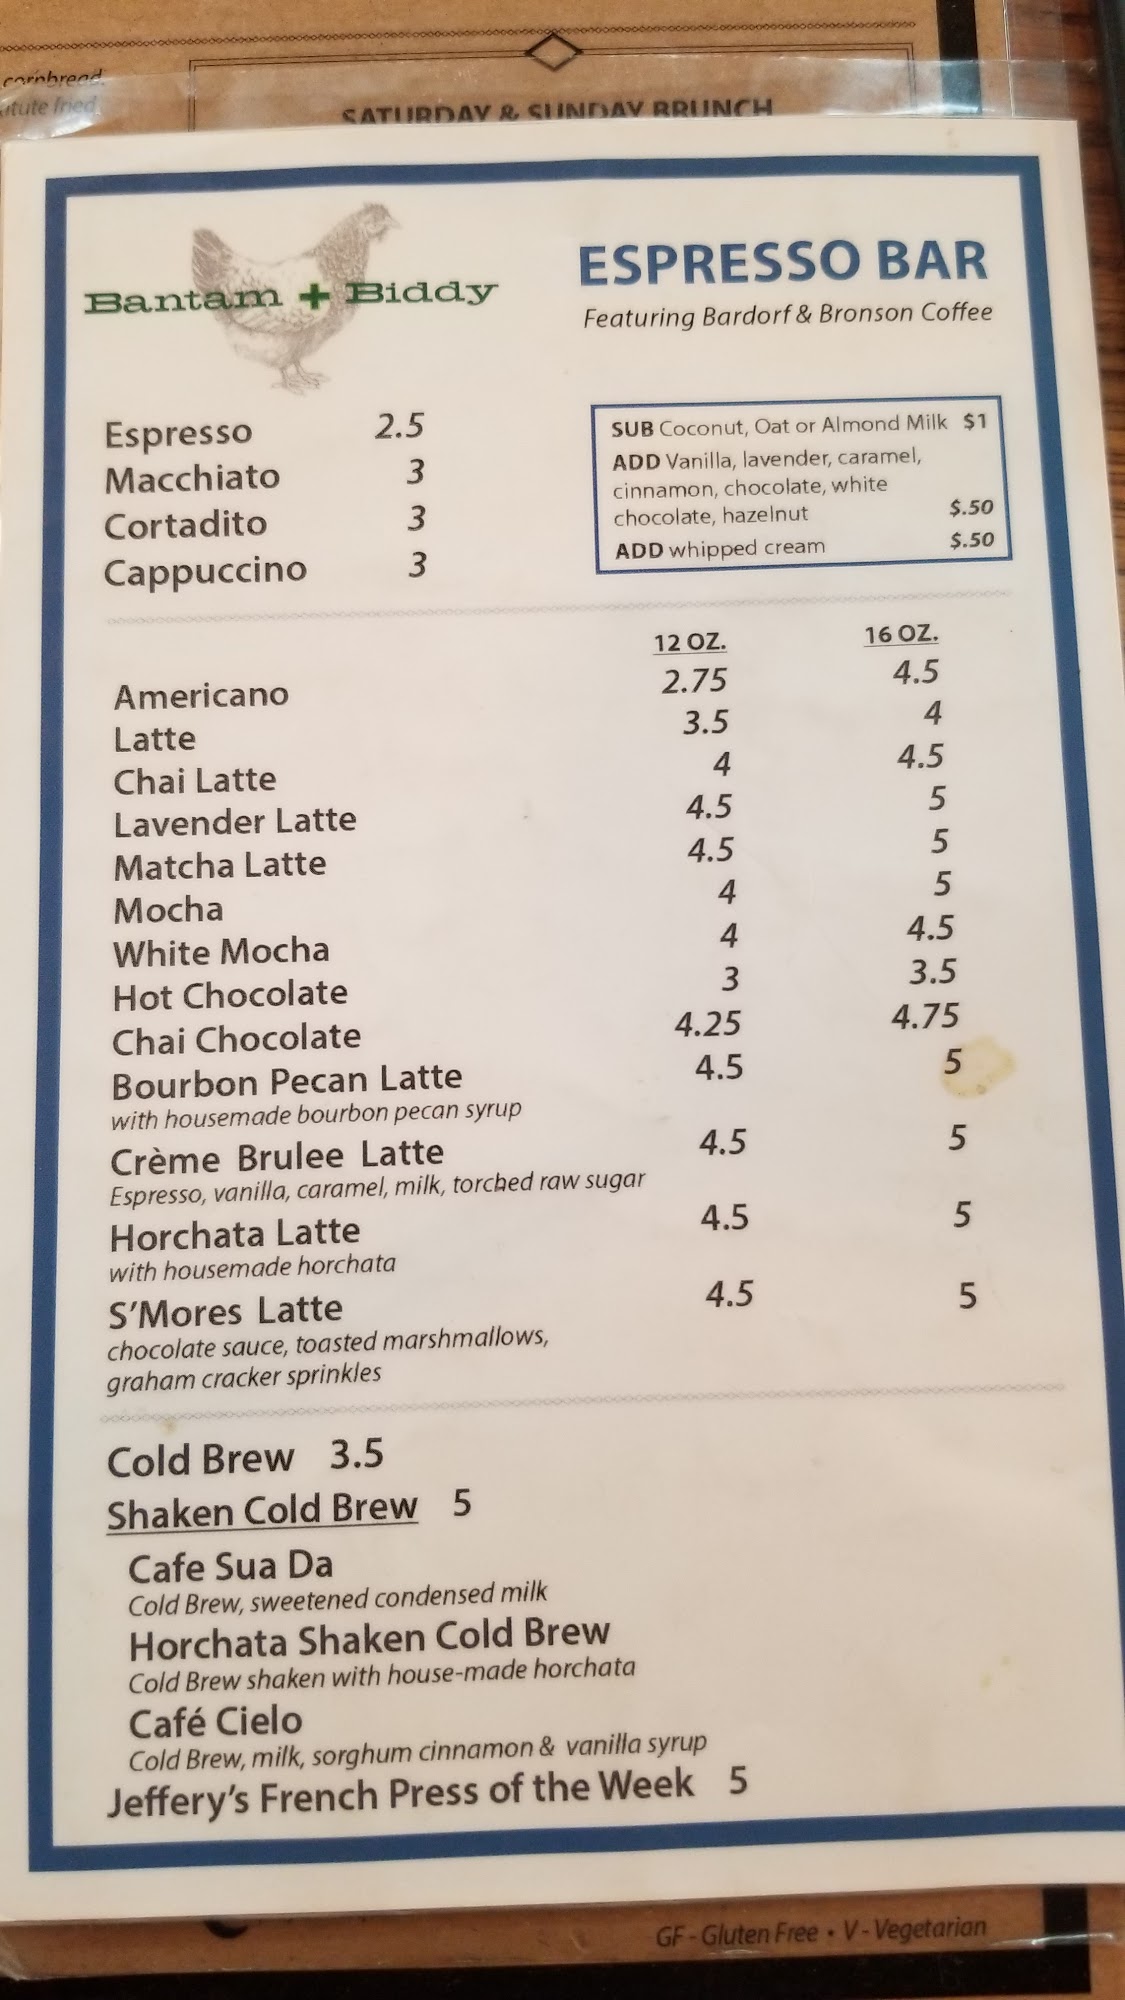 cornbread.
SATURDAY & SUNDAY BRUNCH
Bantam + Biddy
ESPRESSO BAR
Featuring Bardorf & Bronson Coffee
Espresso 2.5
Macchiato 3
Cortadito 3
Cappuccino 3
SUB Coconut, Oat or Almond Milk $1
ADD Vanilla, lavender, caramel,
cinnamon, chocolate, white
chocolate, hazelnut $.50
ADD whipped cream $.50
12 OZ. 16 OZ.
Americano 2.75 4.5
Latte 3.5 4
Chai Latte 4 4.5
Lavender Latte 4.5 5
Matcha Latte 4.5 5
Mocha 4 5
White Mocha 4 4.5
Hot Chocolate 3 3.5
Chai Chocolate 4.25 4.75
Bourbon Pecan Latte 4.5 5
with housemade bourbon pecan syrup
Crème Brulee Latte 4.5 5
Espresso, vanilla, caramel, milk, torched raw sugar
Horchata Latte 4.5 5
with housemade horchata
S'Mores Latte 4.5 5
chocolate sauce, toasted marshmallows,
graham cracker sprinkles
Cold Brew 3.5
Shaken Cold Brew 5
Cafe Sua Da
Cold Brew, sweetened condensed milk
Horchata Shaken Cold Brew
Cold Brew shaken with house-made horchata
Café Cielo
Cold Brew, milk, sorghum cinnamon & vanilla syrup
Jeffery's French Press of the Week 5
GF - Gluten Free • V - Vegetarian